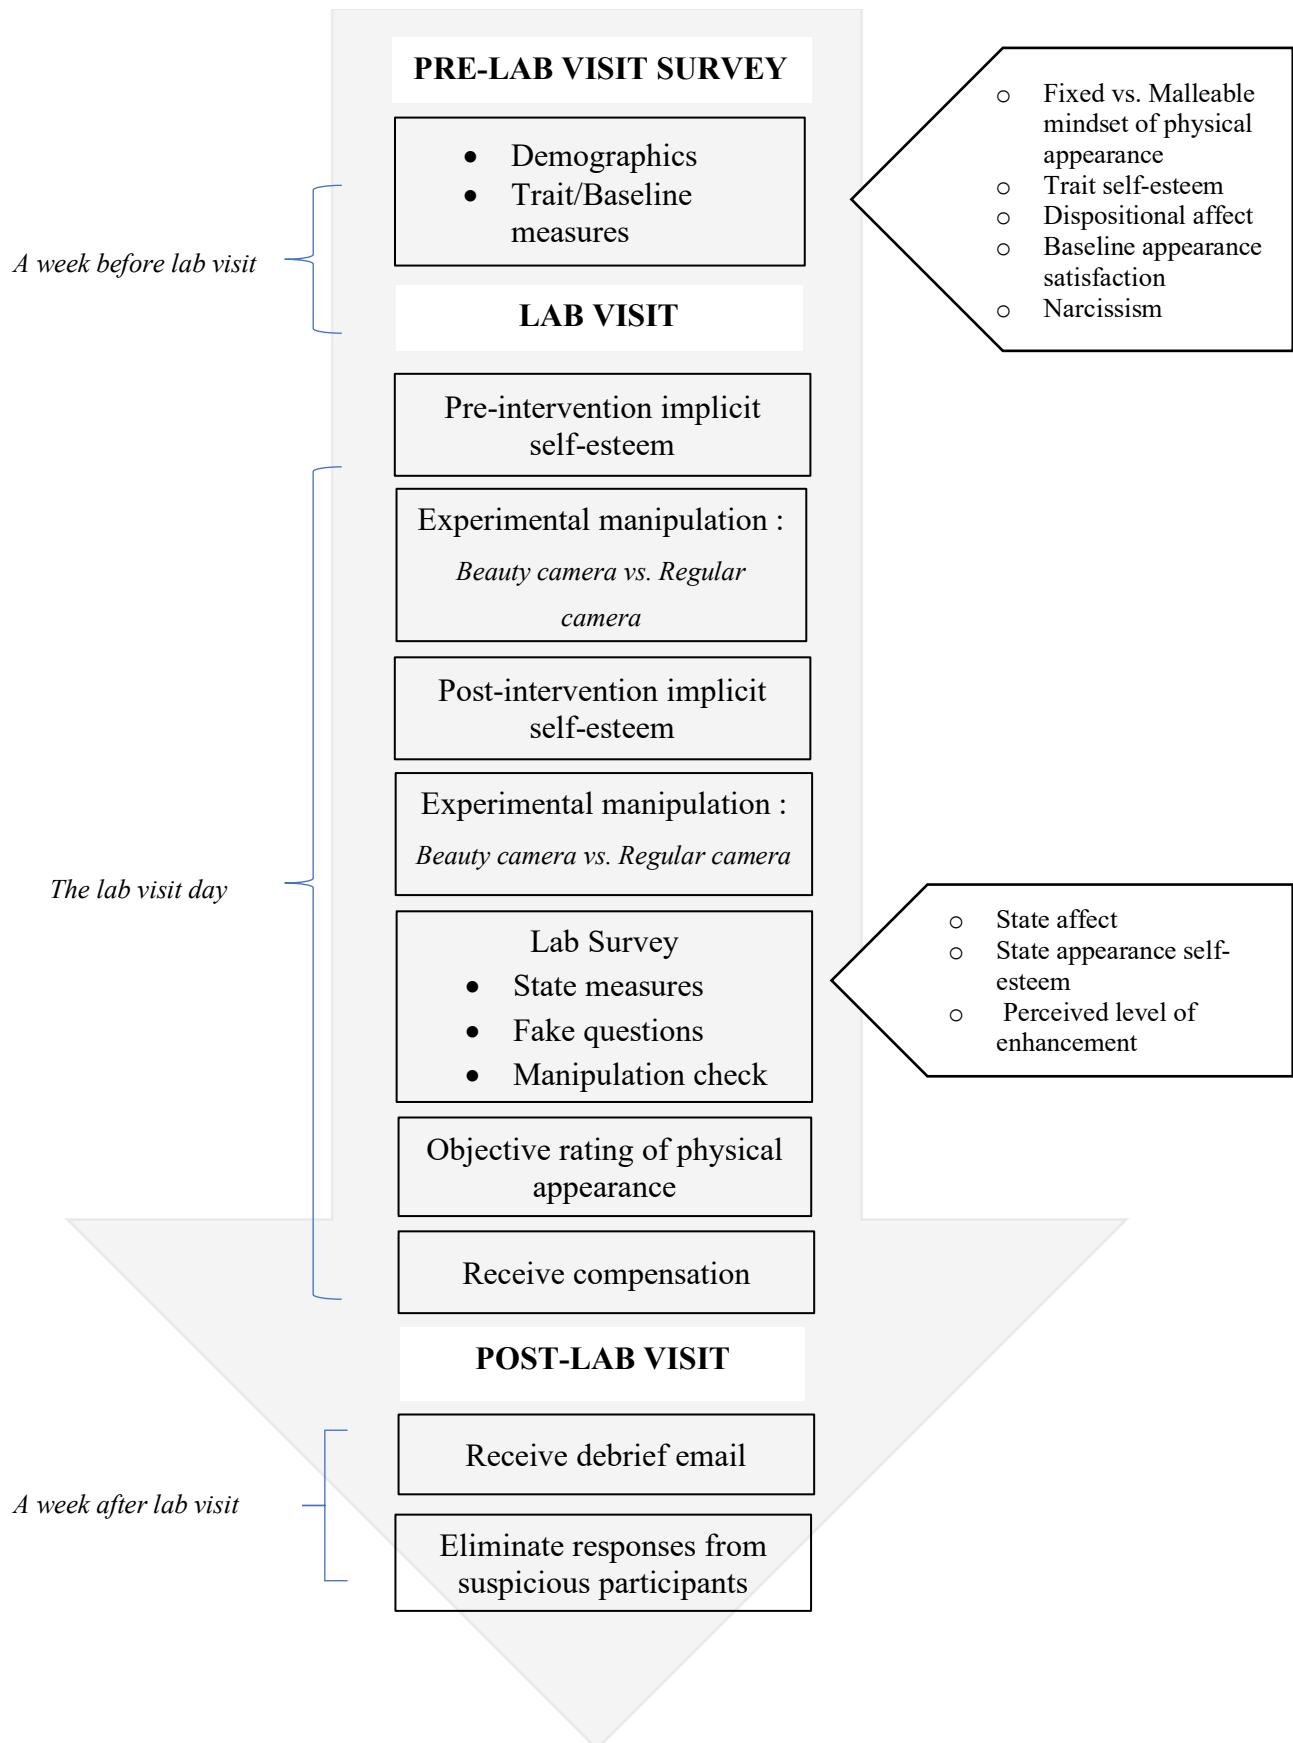 PRE-LAB VISIT SURVEY
• Demographics
• Trait/Baseline
measures
○ Fixed vs. Malleable
mindset of physical
appearance
○ Trait self-esteem
○ Dispositional affect
○ Baseline appearance
satisfaction
○ Narcissism
A week before lab visit
LAB VISIT
Pre-intervention implicit
self-esteem
Experimental manipulation :
Beauty camera vs. Regular
camera
Post-intervention implicit
self-esteem
Experimental manipulation :
Beauty camera vs. Regular camera
The lab visit day
Lab Survey
• State measures
• Fake questions
• Manipulation check
○ State affect
○ State appearance self-
esteem
○ Perceived level of
enhancement
Objective rating of physical
appearance
Receive compensation
POST-LAB VISIT
Receive debrief email
A week after lab visit
Eliminate responses from
suspicious participants